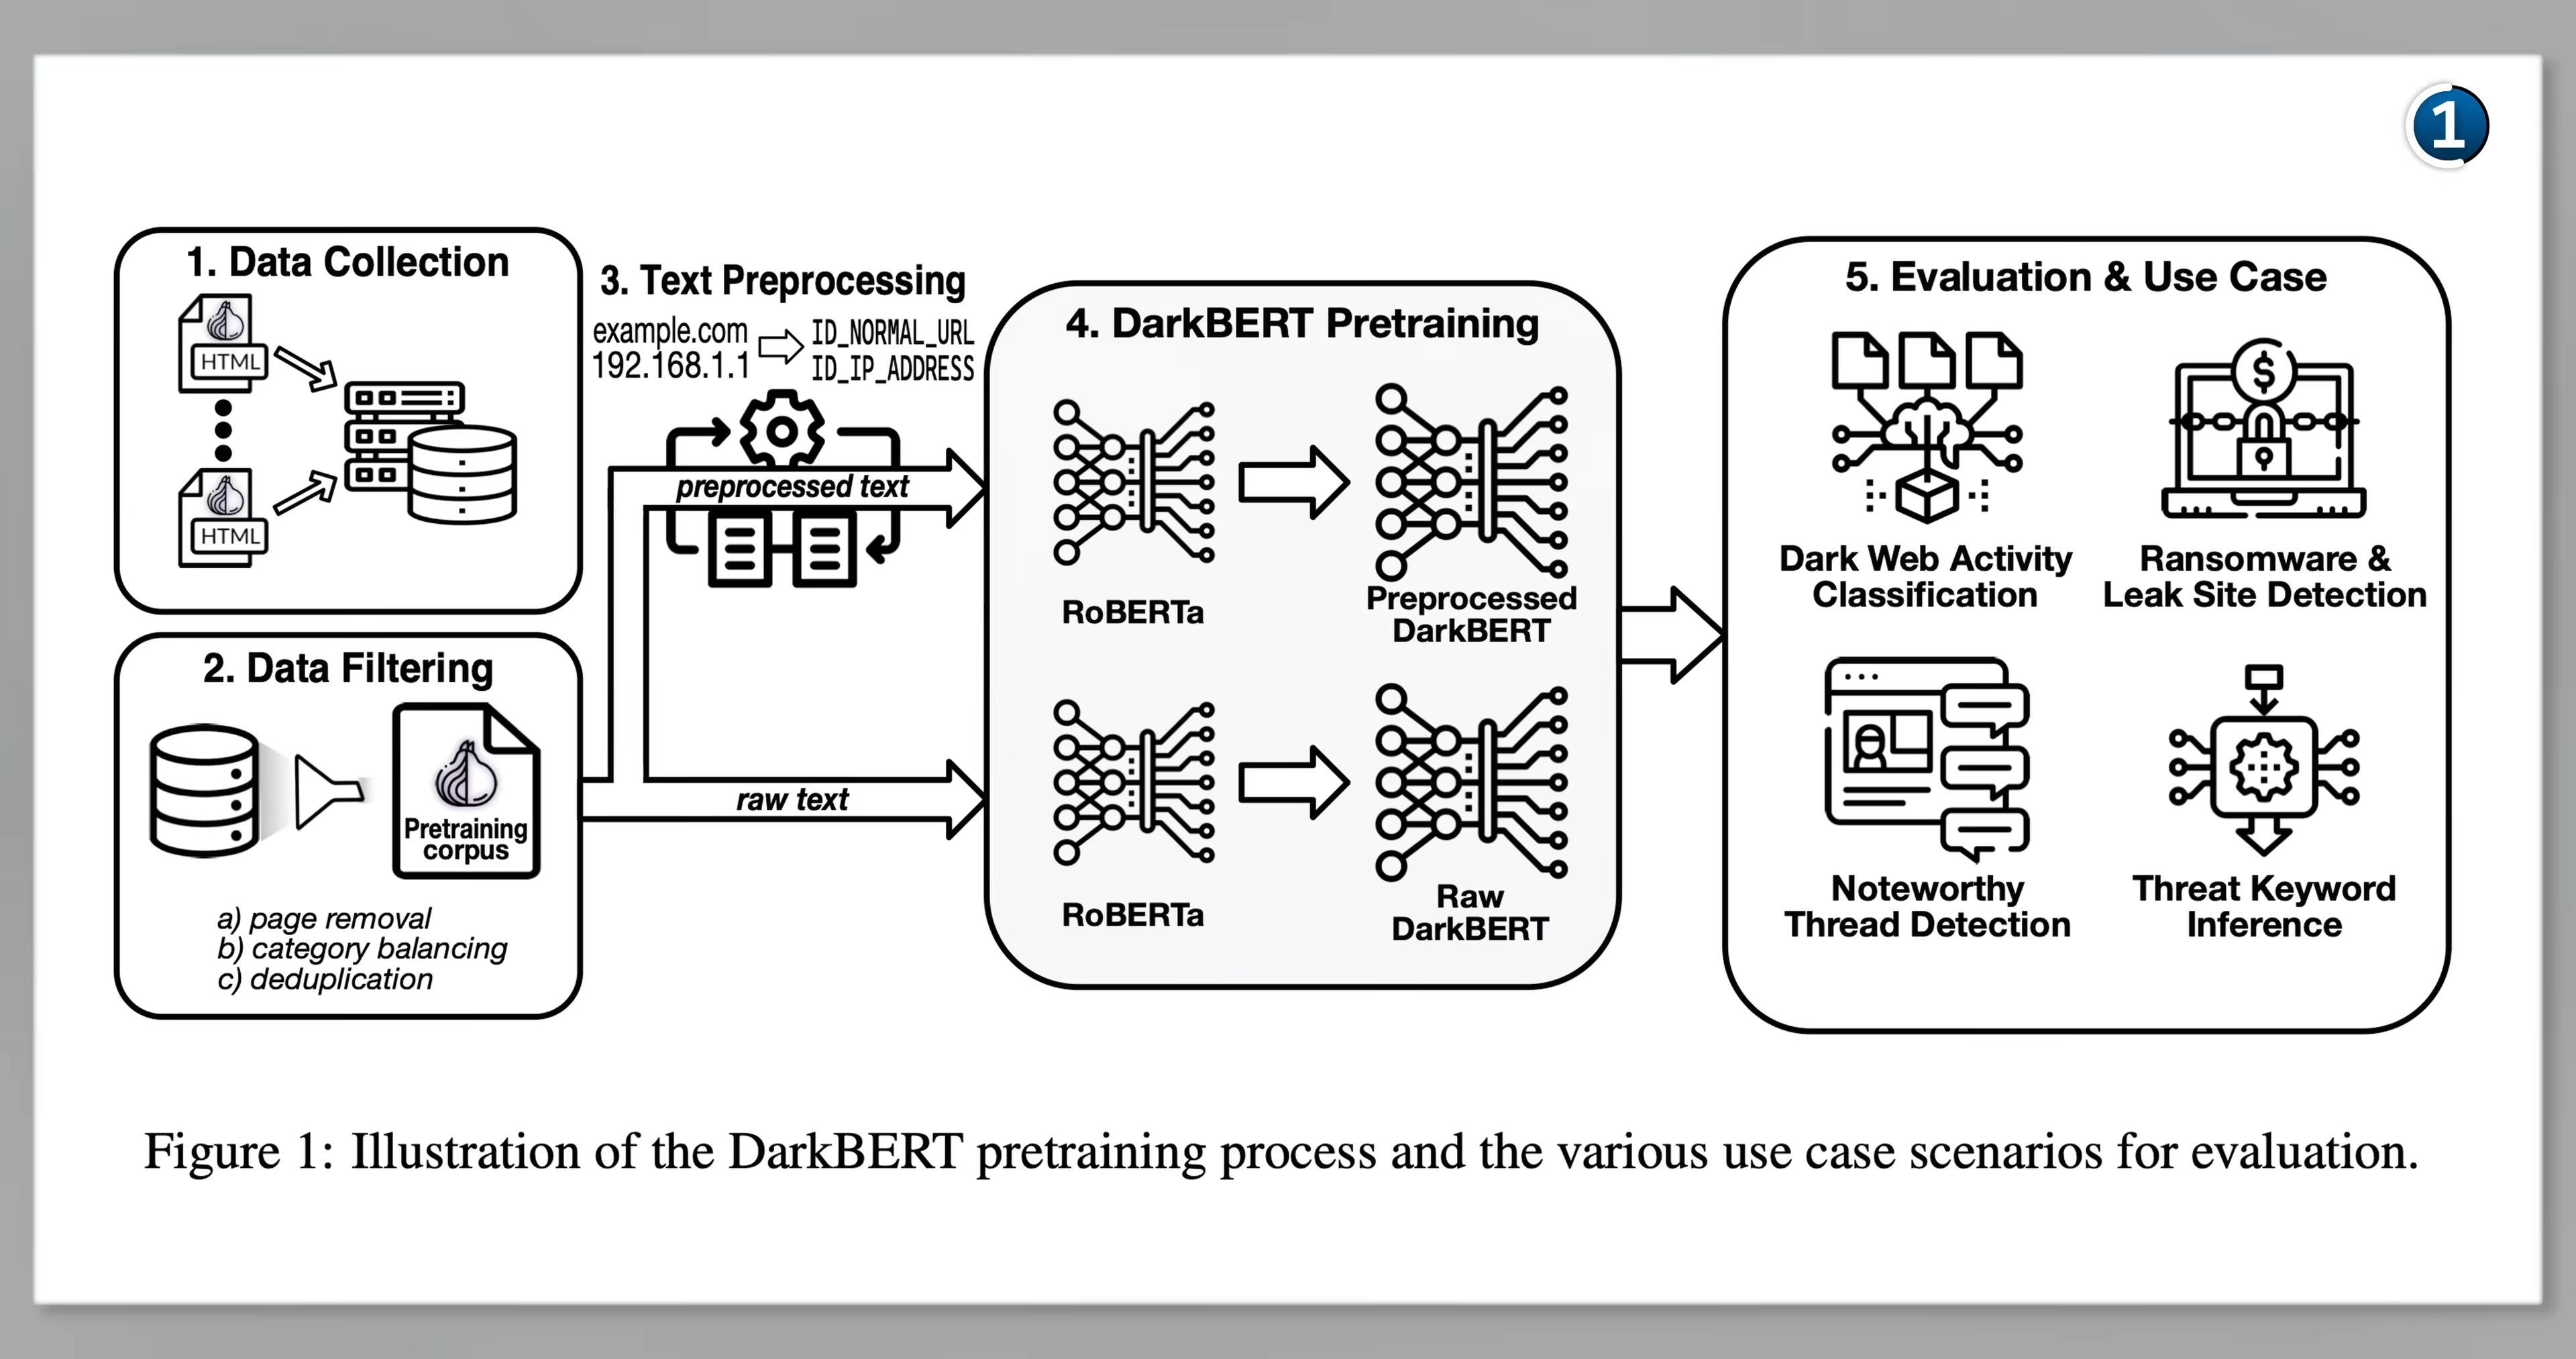 1
1. Data Collection
HTML
HTML
2. Data Filtering
Pretraining
corpus
a) page removal
b) category balancing
c) deduplication
3. Text Preprocessing
example.com
192.168.1.1
ID_NORMAL_URL
ID_IP_ADDRESS
preprocessed text
raw text
4. DarkBERT Pretraining
RoBERTa
Preprocessed
DarkBERT
RoBERTa
Raw
DarkBERT
5. Evaluation & Use Case
$
Dark Web Activity
Classification
Ransomware &
Leak Site Detection
Noteworthy
Thread Detection
Threat Keyword
Inference
Figure 1: Illustration of the DarkBERT pretraining process and the various use case scenarios for evaluation.